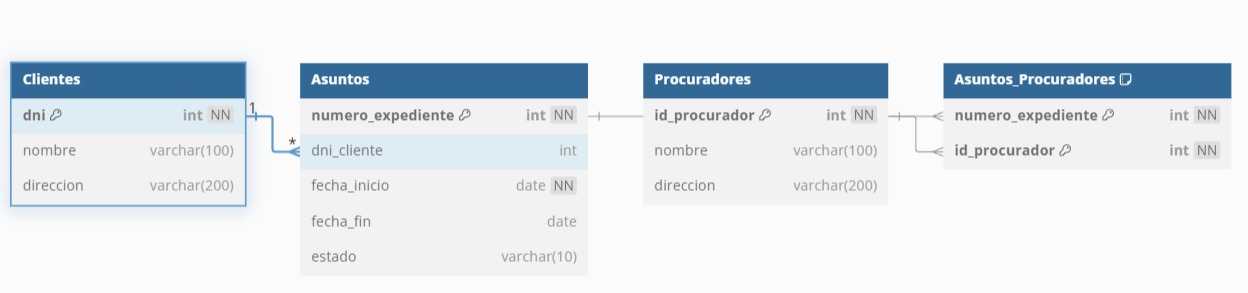 Clientes
dni int NN
nombre varchar(100)
direccion varchar(200)
1
*
Asuntos
numero_expediente int NN
dni_cliente int
fecha_inicio date NN
fecha_fin date
estado varchar(10)
Procuradores
id_procurador int NN
nombre varchar(100)
direccion varchar(200)
Asuntos_Procuradores
numero_expediente int NN
id_procurador int NN